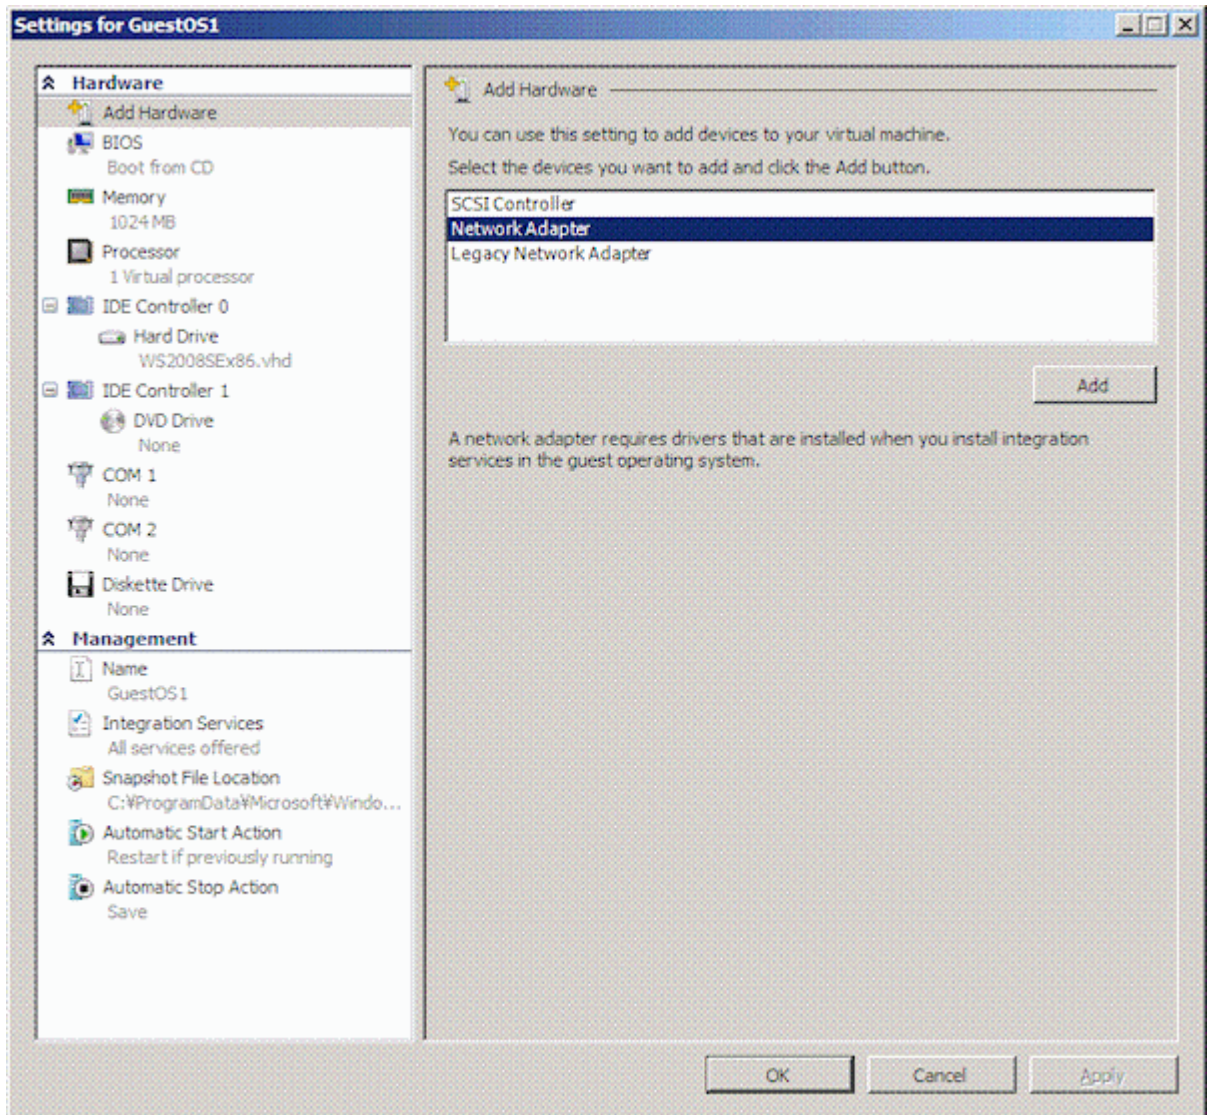 Settings for GuestOS1
Hardware
Add Hardware
BIOS
Boot from CD
Memory
1024 MB
Processor
1 Virtual processor
IDE Controller 0
Hard Drive
WS2008SEx86.vhd
IDE Controller 1
DVD Drive
None
COM 1
None
COM 2
None
Diskette Drive
None
Management
Name
GuestOS1
Integration Services
All services offered
Snapshot File Location
C:¥ProgramData¥Microsoft¥Windo...
Automatic Start Action
Restart if previously running
Automatic Stop Action
Save
Add Hardware
You can use this setting to add devices to your virtual machine.
Select the devices you want to add and click the Add button.
SCSI Controller
Network Adapter
Legacy Network Adapter
Add
A network adapter requires drivers that are installed when you install integration
services in the guest operating system.
OK
Cancel
Apply